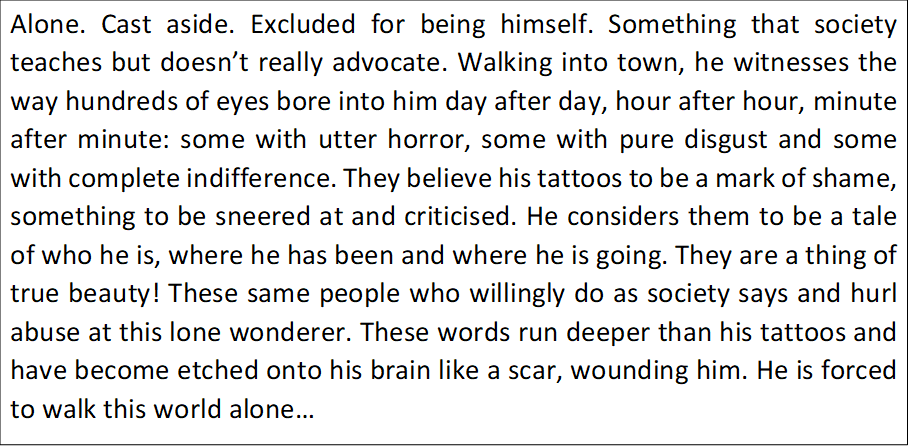 Alone. Cast aside. Excluded for being himself. Something that society
teaches but doesn’t really advocate. Walking into town, he witnesses the
way hundreds of eyes bore into him day after day, hour after hour, minute
after minute: some with utter horror, some with pure disgust and some
with complete indifference. They believe his tattoos to be a mark of shame,
something to be sneered at and criticised. He considers them to be a tale
of who he is, where he has been and where he is going. They are a thing of
true beauty! These same people who willingly do as society says and hurl
abuse at this lone wonderer. These words run deeper than his tattoos and
have become etched onto his brain like a scar, wounding him. He is forced
to walk this world alone…